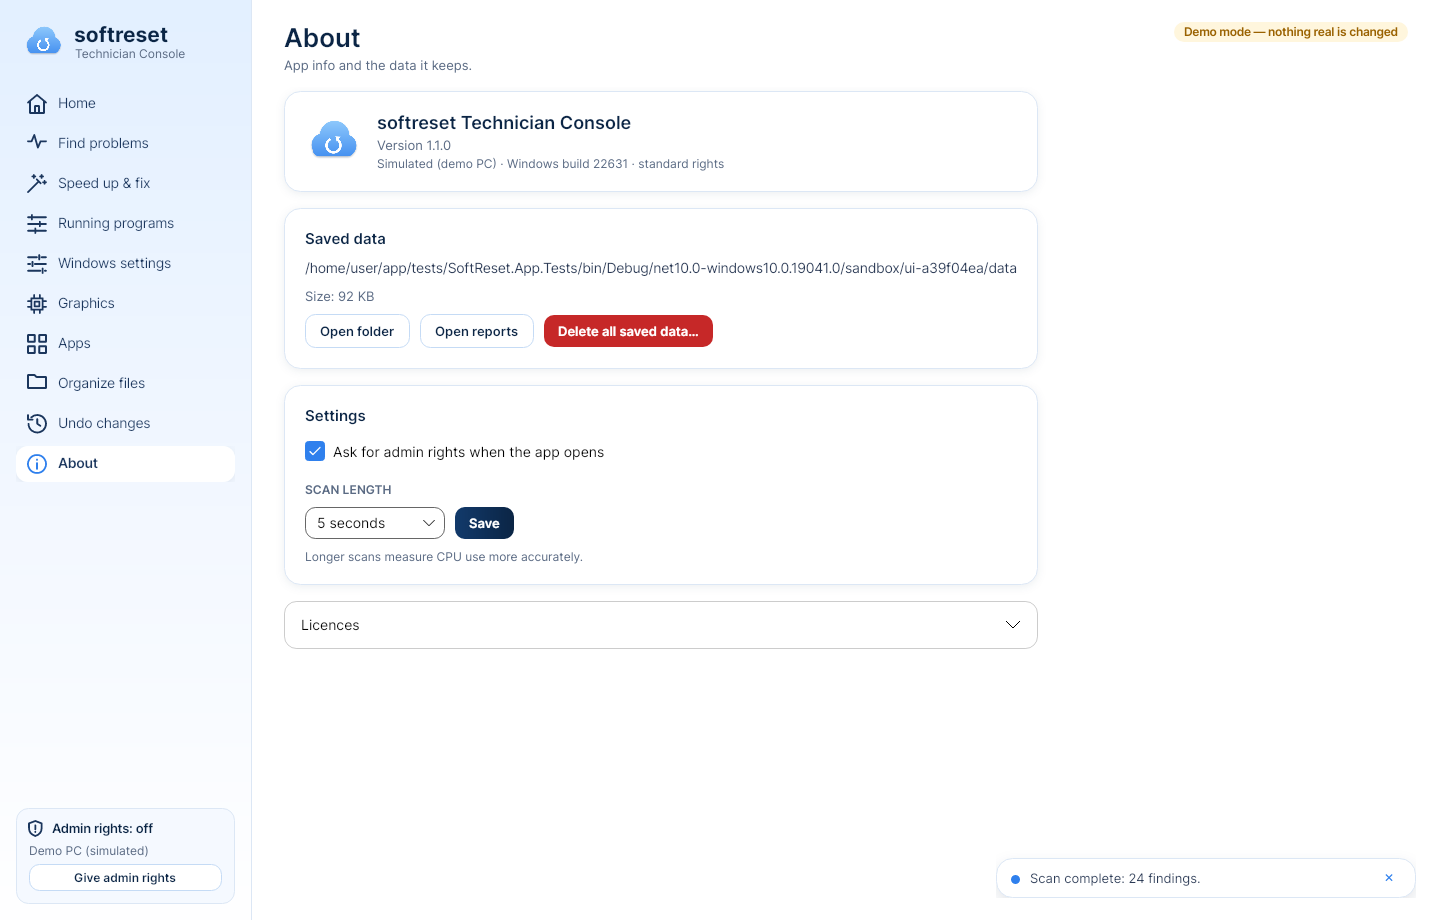 softreset
Technician Console
Home
Find problems
Speed up & fix
Running programs
Windows settings
Graphics
Apps
Organize files
Undo changes
About
Admin rights: off
Demo PC (simulated)
Give admin rights
About
App info and the data it keeps.
Demo mode — nothing real is changed
softreset Technician Console
Version 1.1.0
Simulated (demo PC) · Windows build 22631 · standard rights
Saved data
/home/user/app/tests/SoftReset.App.Tests/bin/Debug/net10.0-windows10.0.19041.0/sandbox/ui-a39f04ea/data
Size: 92 KB
Open folder
Open reports
Delete all saved data...
Settings
Ask for admin rights when the app opens
SCAN LENGTH
5 seconds
Save
Longer scans measure CPU use more accurately.
Licences
Scan complete: 24 findings.